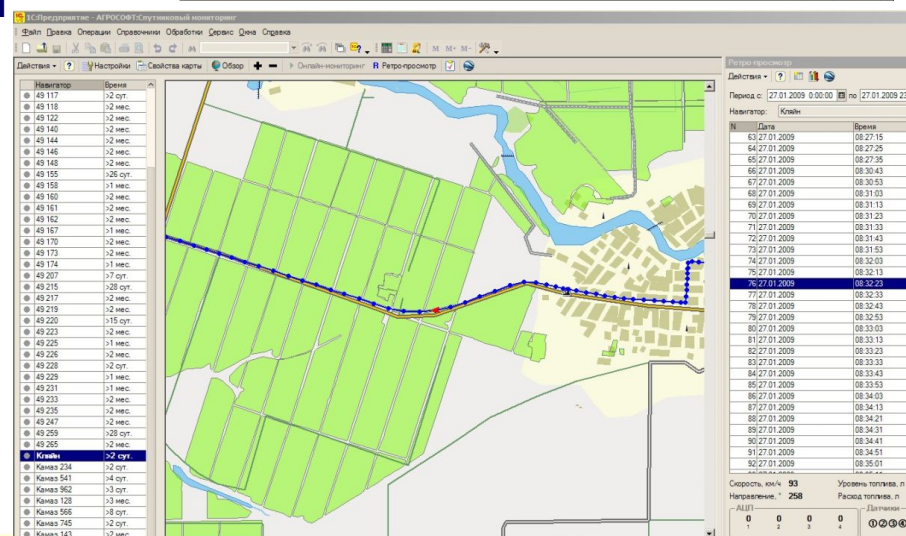 1С:Предприятие - АГРОСОФТ:Спутниковый мониторинг
Файл Правка Операции Справочники Обработки Сервис Окна Справка
M M+ M-
Действия ? Настройки Свойства карты Обзор Онлайн-мониторинг R Ретро-просмотр
Навигатор Время
49 117 >2 сут.
49 118 >2 мес.
49 122 >2 мес.
49 140 >2 мес.
49 144 >2 мес.
49 146 >2 мес.
49 148 >2 мес.
49 155 >26 сут.
49 158 >1 мес.
49 160 >2 мес.
49 161 >2 мес.
49 162 >2 мес.
49 167 >1 мес.
49 170 >2 мес.
49 173 >2 мес.
49 174 >1 мес.
49 207 >7 сут.
49 215 >28 сут.
49 217 >2 мес.
49 219 >2 мес.
49 220 >15 сут.
49 223 >2 мес.
49 225 >1 мес.
49 226 >2 мес.
49 228 >2 сут.
49 229 >1 мес.
49 231 >1 мес.
49 233 >2 мес.
49 235 >2 мес.
49 247 >2 мес.
49 259 >28 сут.
49 265 >2 мес.
Кляйн >2 сут.
Камаз 234 >2 сут.
Камаз 541 >4 сут.
Камаз 962 >3 сут.
Камаз 128 >3 мес.
Камаз 566 >8 сут.
Камаз 745 >2 сут.
Камаз 143 >2 мес.
Ретро-просмотр
Действия ?
Период с: 27.01.2009 0:00:00 по 27.01.2009 23
Навигатор: Кляйн
N Дата Время
63 27.01.2009 08:27:15
64 27.01.2009 08:27:25
65 27.01.2009 08:27:35
66 27.01.2009 08:30:43
67 27.01.2009 08:30:53
68 27.01.2009 08:31:03
69 27.01.2009 08:31:13
70 27.01.2009 08:31:23
71 27.01.2009 08:31:33
72 27.01.2009 08:31:43
73 27.01.2009 08:31:53
74 27.01.2009 08:32:03
75 27.01.2009 08:32:13
76 27.01.2009 08:32:23
77 27.01.2009 08:32:33
78 27.01.2009 08:32:43
79 27.01.2009 08:32:53
80 27.01.2009 08:33:03
81 27.01.2009 08:33:13
82 27.01.2009 08:33:23
83 27.01.2009 08:33:33
84 27.01.2009 08:33:43
85 27.01.2009 08:33:53
86 27.01.2009 08:34:03
87 27.01.2009 08:34:13
88 27.01.2009 08:34:21
89 27.01.2009 08:34:31
90 27.01.2009 08:34:41
91 27.01.2009 08:34:51
92 27.01.2009 08:35:01
Скорость, км/ч 93 Уровень топлива, л
Направление, ° 258 Расход топлива, л
АЦП Датчики
0 0 0 0 ①②③④
1 2 3 4